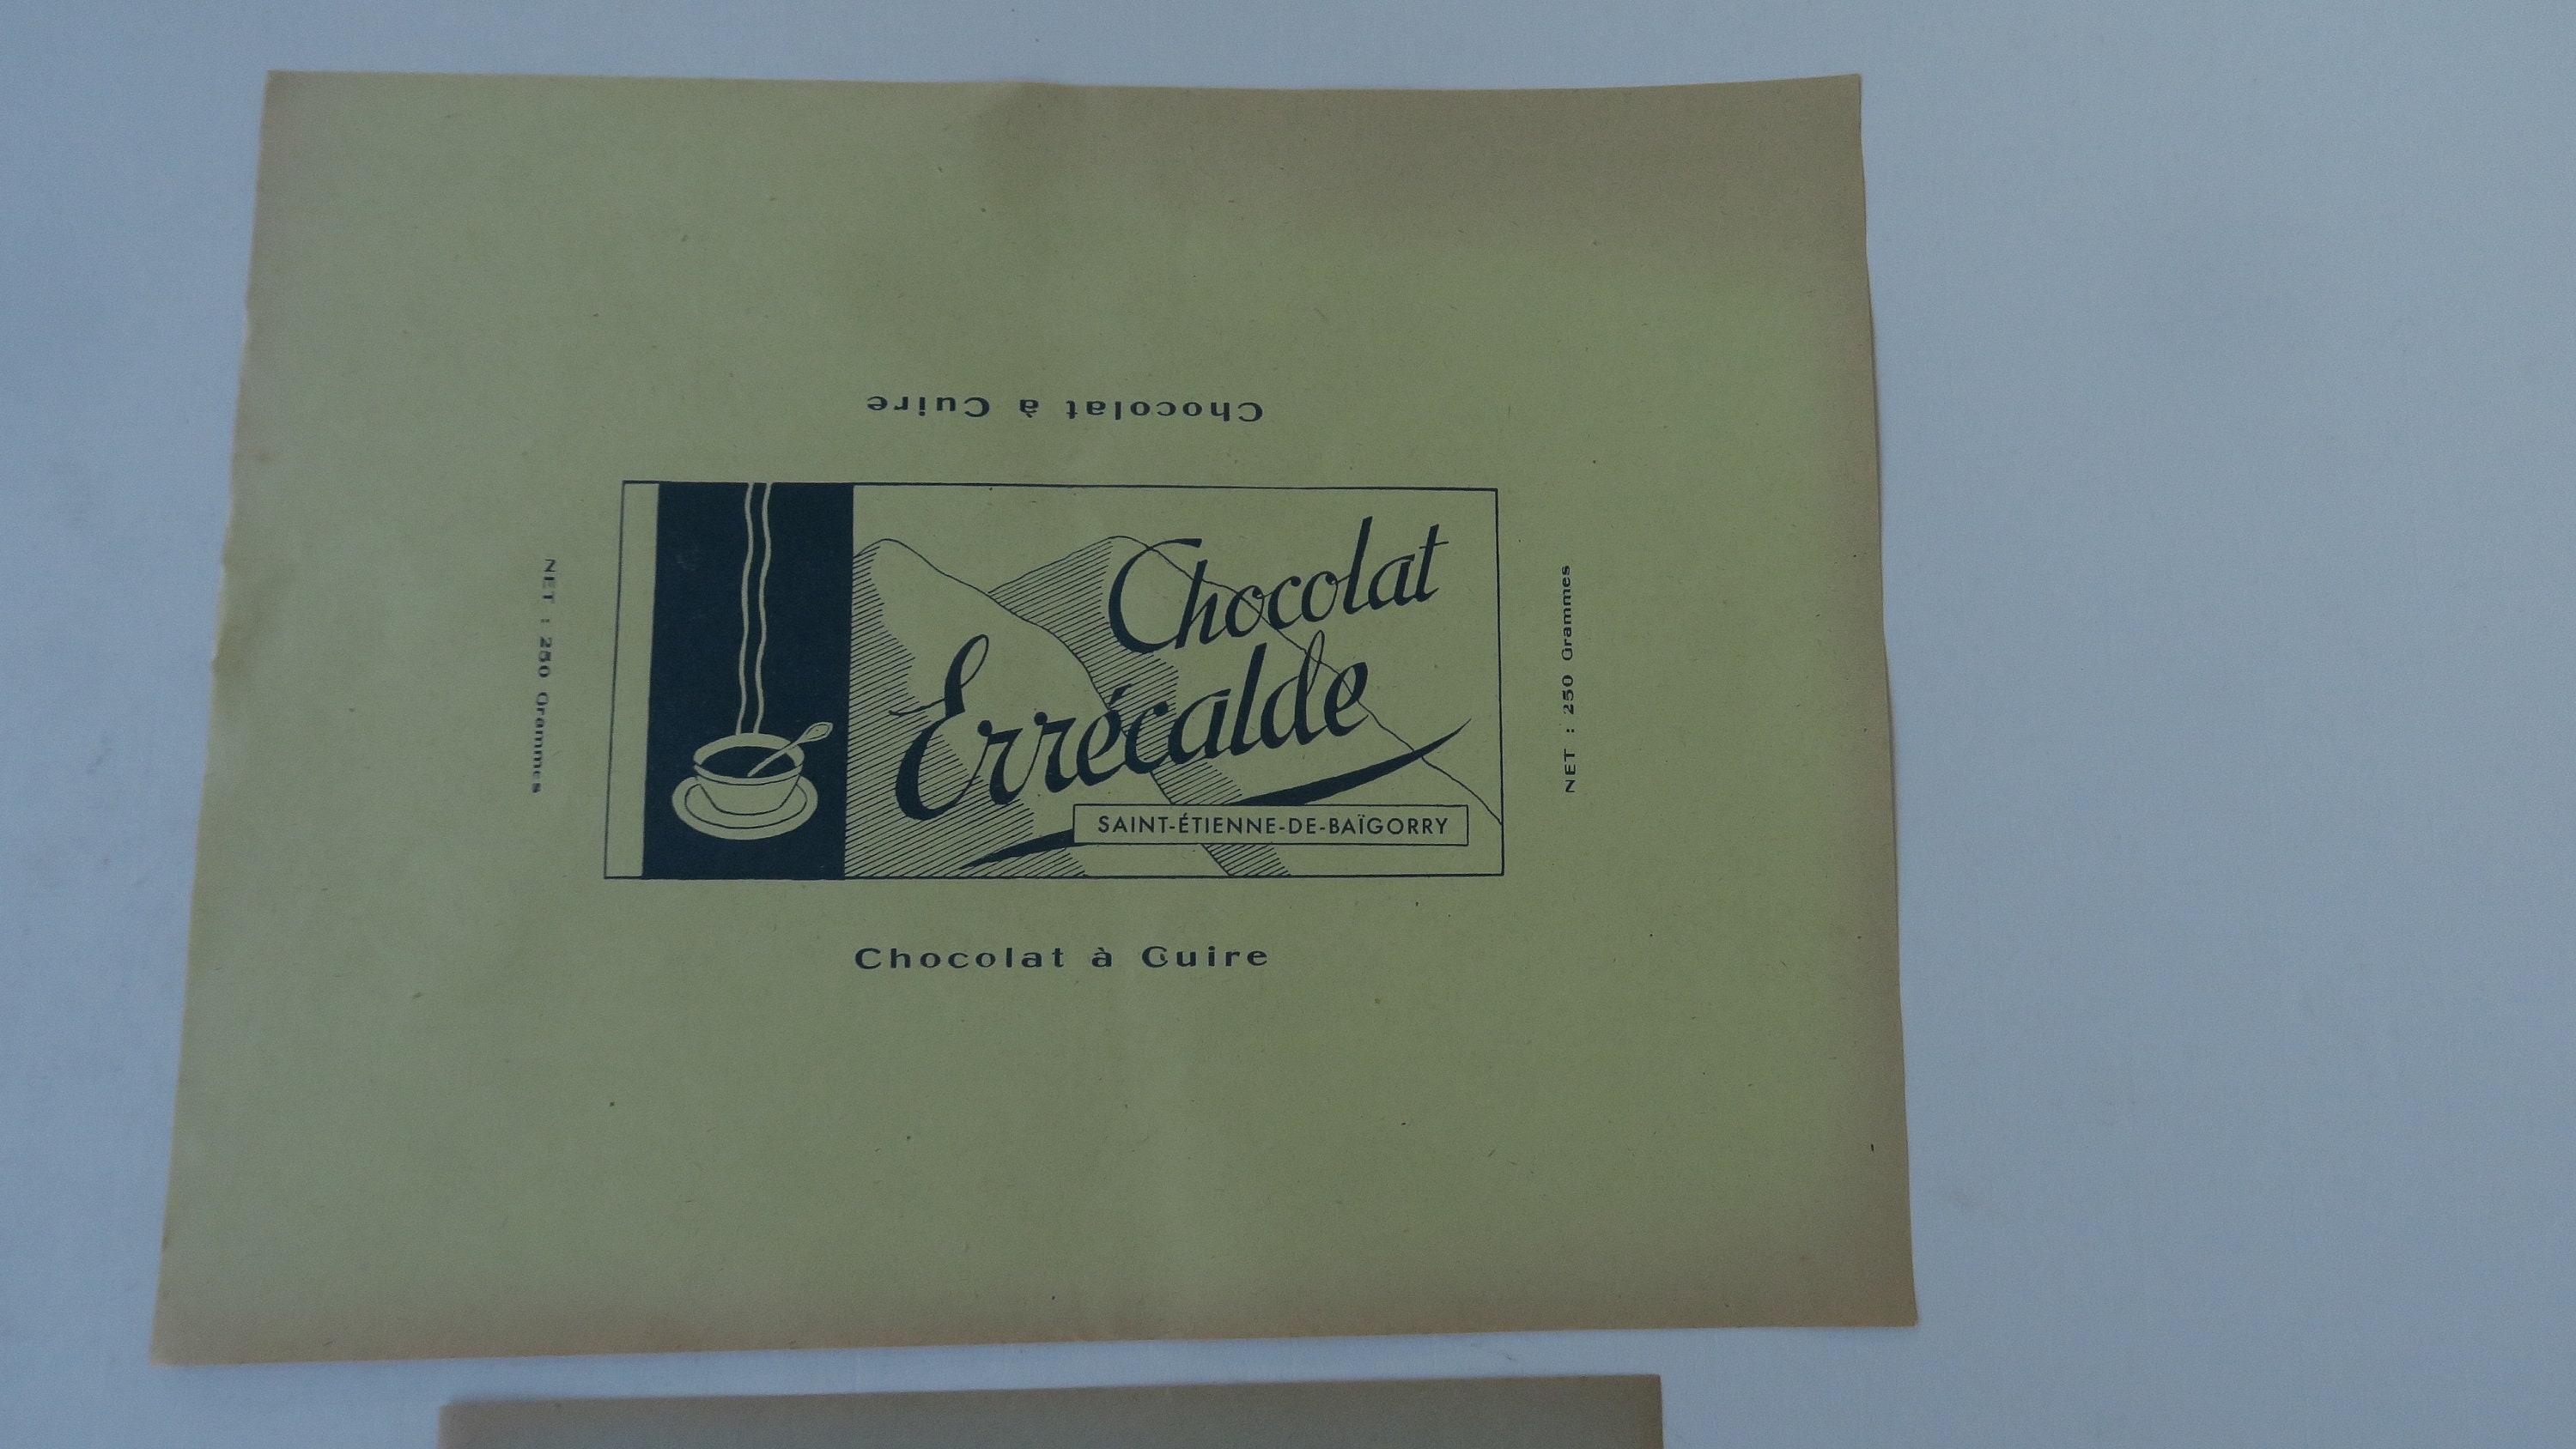 Chocolat à Cuire
NET : 250 Grammes
Chocolat
Errécalde
SAINT-ÉTIENNE-DE-BAÏGORRY
NET : 250 Grammes
Chocolat à Cuire